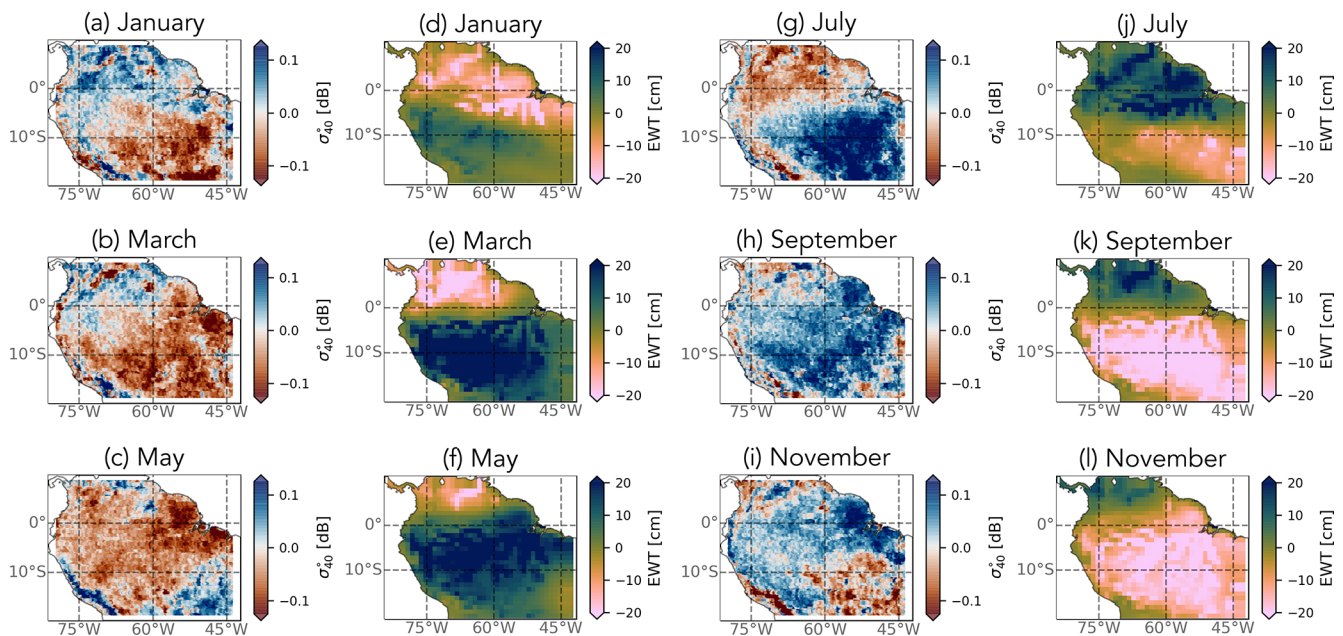 (a) January
(d) January
(g) July
(j) July
0°
10°S
75°W 60°W 45°W
0.1
0.0
−0.1
σ°40 [dB]
0°
10°S
75°W 60°W 45°W
20
10
0
−10
−20
EWT [cm]
0°
10°S
75°W 60°W 45°W
0.1
0.0
−0.1
σ°40 [dB]
0°
10°S
75°W 60°W 45°W
20
10
0
−10
−20
EWT [cm]
(b) March
(e) March
(h) September
(k) September
0°
10°S
75°W 60°W 45°W
0.1
0.0
−0.1
σ°40 [dB]
0°
10°S
75°W 60°W 45°W
20
10
0
−10
−20
EWT [cm]
0°
10°S
75°W 60°W 45°W
0.1
0.0
−0.1
σ°40 [dB]
0°
10°S
75°W 60°W 45°W
20
10
0
−10
−20
EWT [cm]
(c) May
(f) May
(i) November
(l) November
0°
10°S
75°W 60°W 45°W
0.1
0.0
−0.1
σ°40 [dB]
0°
10°S
75°W 60°W 45°W
20
10
0
−10
−20
EWT [cm]
0°
10°S
75°W 60°W 45°W
0.1
0.0
−0.1
σ°40 [dB]
0°
10°S
75°W 60°W 45°W
20
10
0
−10
−20
EWT [cm]